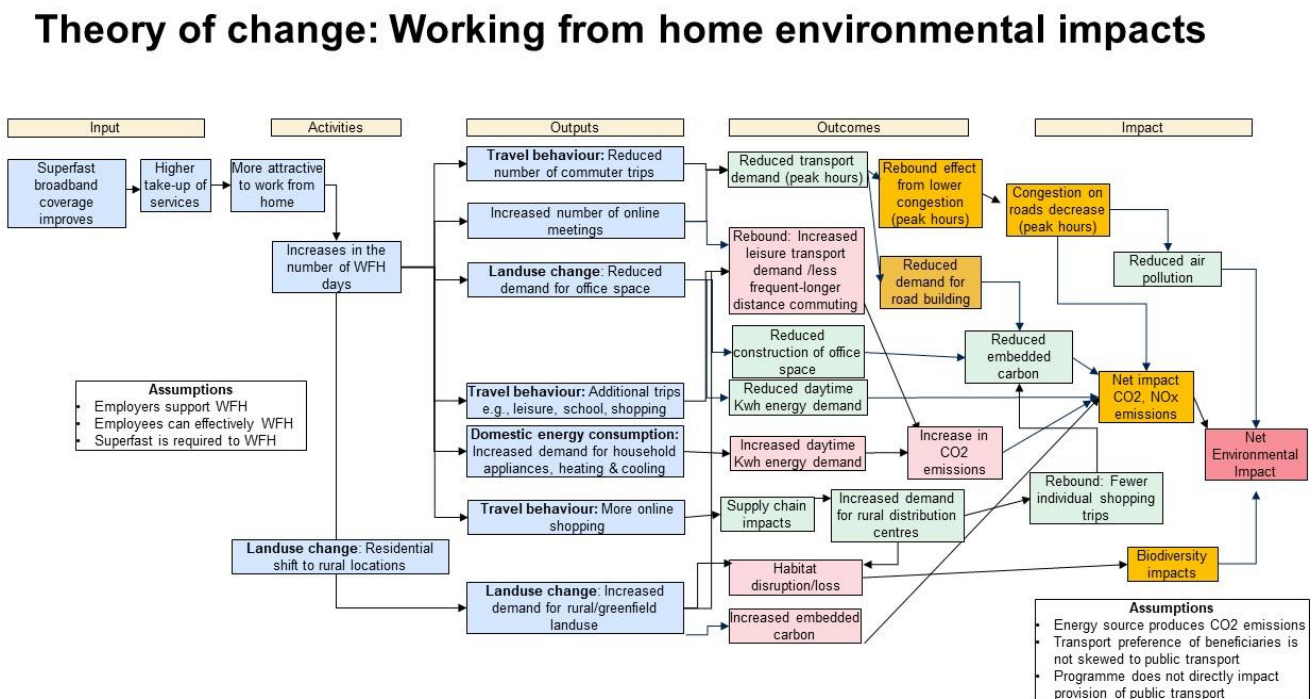 Theory of change: Working from home environmental impacts
Input
Activities
Outputs
Outcomes
Impact
Superfast
broadband
coverage
improves
Higher
take-up of
services
More attractive
to work from
home
Increases in the
number of WFH
days
Assumptions
• Employers support WFH
• Employees can effectively WFH
• Superfast is required to WFH
Landuse change: Residential
shift to rural locations
Travel behaviour: Reduced
number of commuter trips
Increased number of online
meetings
Landuse change: Reduced
demand for office space
Travel behaviour: Additional trips
e.g., leisure, school, shopping
Domestic energy consumption:
Increased demand for household
appliances, heating & cooling
Travel behaviour: More online
shopping
Landuse change: Increased
demand for rural/greenfield
landuse
Reduced transport
demand (peak hours)
Rebound: Increased
leisure transport
demand /less
frequent-longer
distance commuting
Reduced
construction of office
space
Reduced daytime
Kwh energy demand
Increased daytime
Kwh energy demand
Supply chain
impacts
Increased demand
for rural distribution
centres
Habitat
disruption/loss
Increased embedded
carbon
Rebound effect
from lower
congestion
(peak hours)
Reduced
demand for
road building
Increase in
CO2
emissions
Reduced
embedded
carbon
Congestion on
roads decrease
(peak hours)
Reduced air
pollution
Net impact
CO2, NOx
emissions
Rebound: Fewer
individual shopping
trips
Net
Environmental
Impact
Biodiversity
impacts
Assumptions
• Energy source produces CO2 emissions
• Transport preference of beneficiaries is
not skewed to public transport
• Programme does not directly impact
provision of public transport